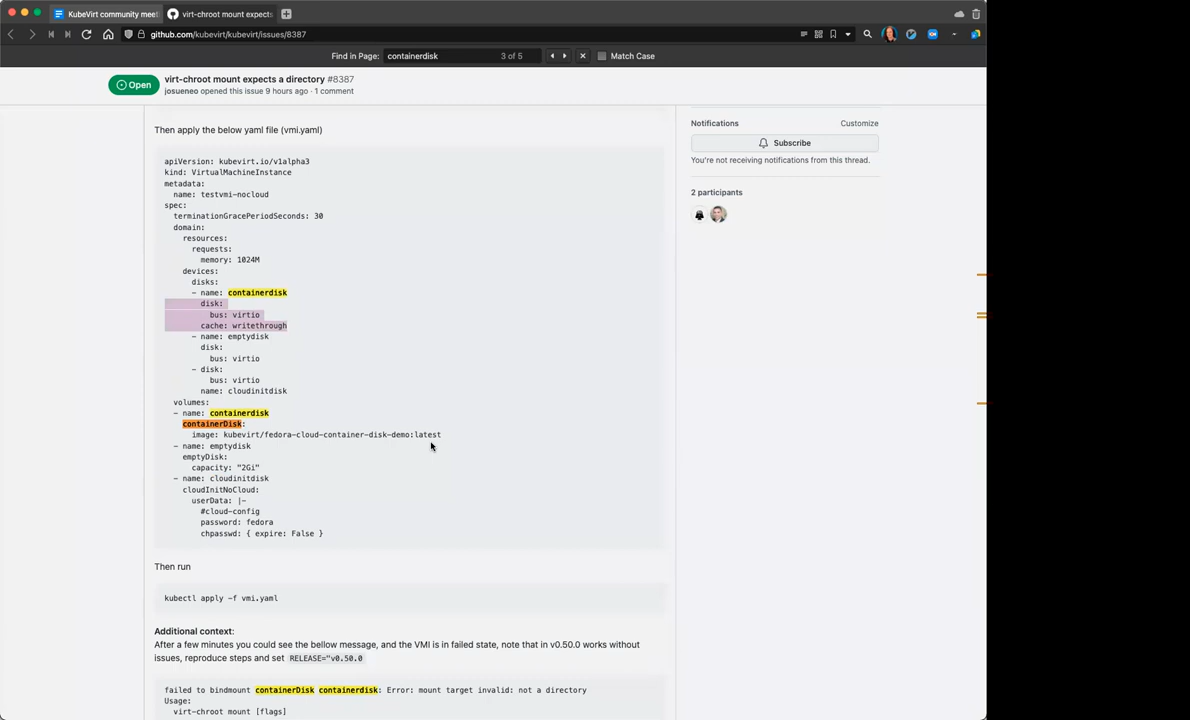 KubeVirt community meet
virt-chroot mount expects
github.com/kubevirt/kubevirt/issues/8387
Find in Page:
containerdisk
3 of 5
Match Case
Open
virt-chroot mount expects a directory #8387
josueneo opened this issue 9 hours ago · 1 comment
Then apply the below yaml file (vmi.yaml)
apiVersion: kubevirt.io/v1alpha3
kind: VirtualMachineInstance
metadata:
name: testvmi-nocloud
spec:
terminationGracePeriodSeconds: 30
domain:
resources:
requests:
memory: 1024M
devices:
disks:
- name: containerdisk
disk:
bus: virtio
cache: writethrough
- name: emptydisk
disk:
bus: virtio
- disk:
bus: virtio
name: cloudinitdisk
volumes:
- name: containerdisk
containerDisk:
image: kubevirt/fedora-cloud-container-disk-demo:latest
- name: emptydisk
emptyDisk:
capacity: "2Gi"
- name: cloudinitdisk
cloudInitNoCloud:
userData: |-
#cloud-config
password: fedora
chpasswd: { expire: False }
Then run
kubectl apply -f vmi.yaml
Additional context:
After a few minutes you could see the bellow message, and the VMI is in failed state, note that in v0.50.0 works without
issues, reproduce steps and set RELEASE="v0.50.0
failed to bindmount containerDisk containerdisk: Error: mount target invalid: not a directory
Usage:
virt-chroot mount [flags]
Notifications
Customize
Subscribe
You're not receiving notifications from this thread.
2 participants